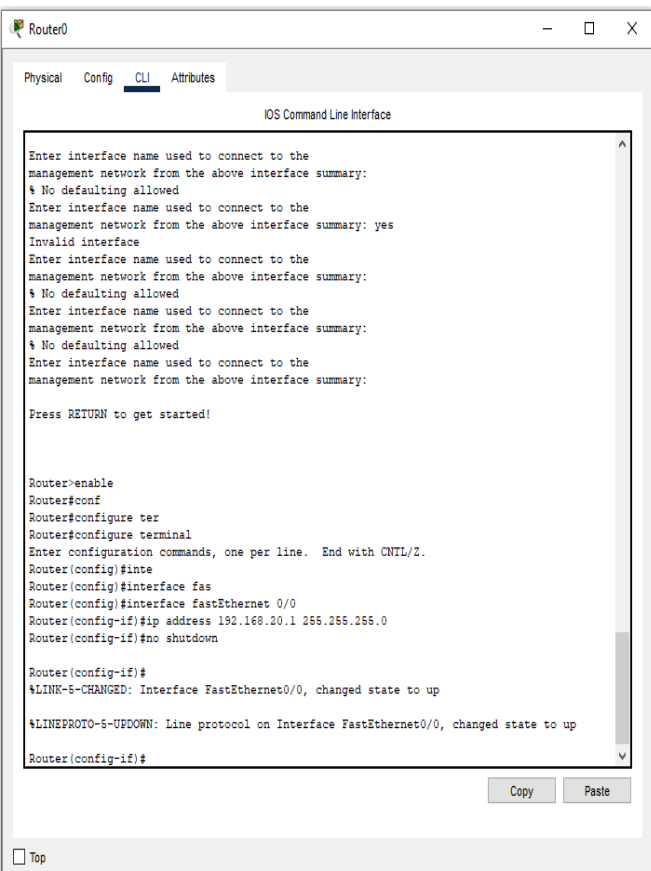 Router0
Physical Config CLI Attributes
IOS Command Line Interface
Enter interface name used to connect to the
management network from the above interface summary:
% No defaulting allowed
Enter interface name used to connect to the
management network from the above interface summary: yes
Invalid interface
Enter interface name used to connect to the
management network from the above interface summary:
% No defaulting allowed
Enter interface name used to connect to the
management network from the above interface summary:
% No defaulting allowed
Enter interface name used to connect to the
management network from the above interface summary:
Press RETURN to get started!
Router>enable
Router#conf
Router#configure ter
Router#configure terminal
Enter configuration commands, one per line.  End with CNTL/Z.
Router(config)#inte
Router(config)#interface fas
Router(config)#interface fastEthernet 0/0
Router(config-if)#ip address 192.168.20.1 255.255.255.0
Router(config-if)#no shutdown
Router(config-if)#
%LINK-5-CHANGED: Interface FastEthernet0/0, changed state to up
%LINEPROTO-5-UPDOWN: Line protocol on Interface FastEthernet0/0, changed state to up
Router(config-if)#
Copy Paste
Top